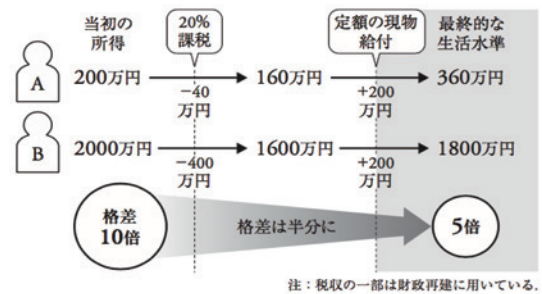 当初の
所得
20%
課税
定額の現物
給付
最終的な
生活水準
A
200万円
−40
万円
160万円
+200
万円
360万円
B
2000万円
−400
万円
1600万円
+200
万円
1800万円
格差
10倍
格差は半分に
5倍
注：税収の一部は財政再建に用いている.